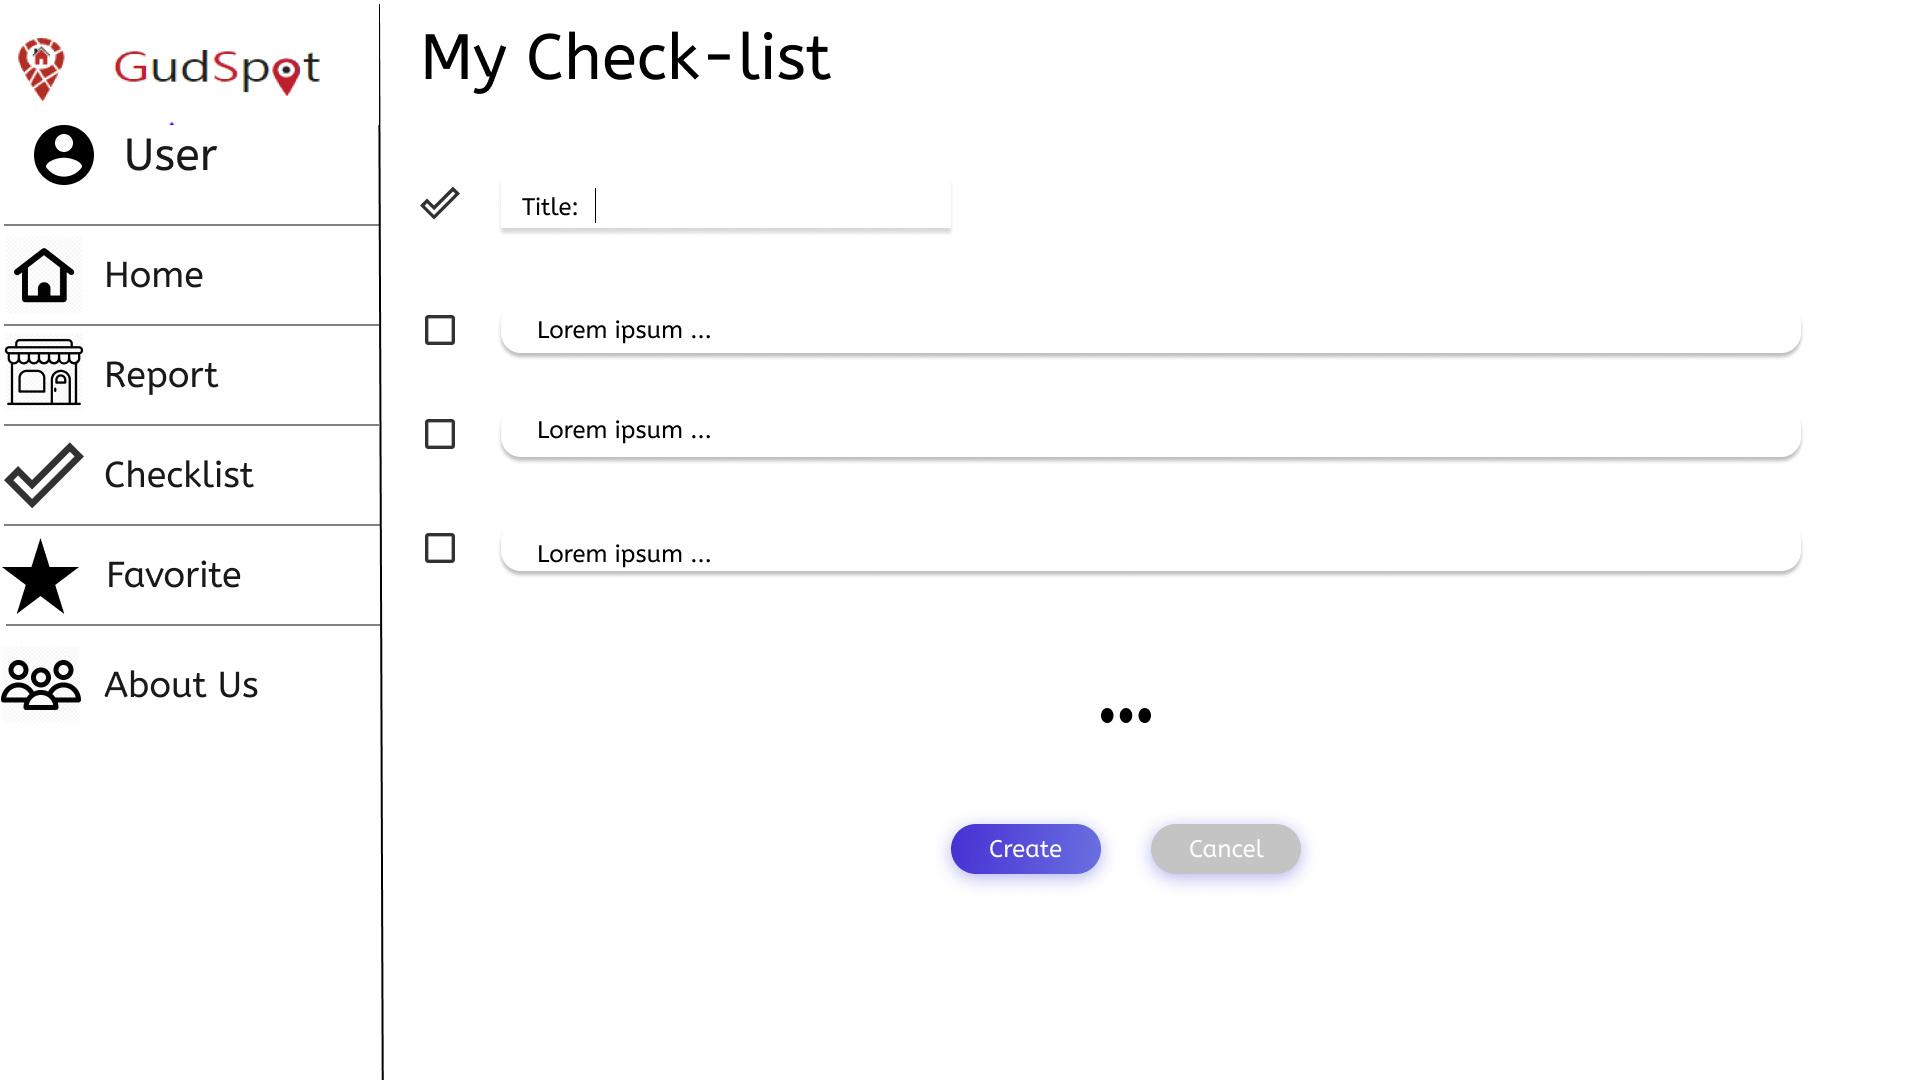 GudSpot
User
Home
Report
Checklist
Favorite
About Us
My Check-list
Title:
Lorem ipsum ...
Lorem ipsum ...
Lorem ipsum ...
Create
Cancel